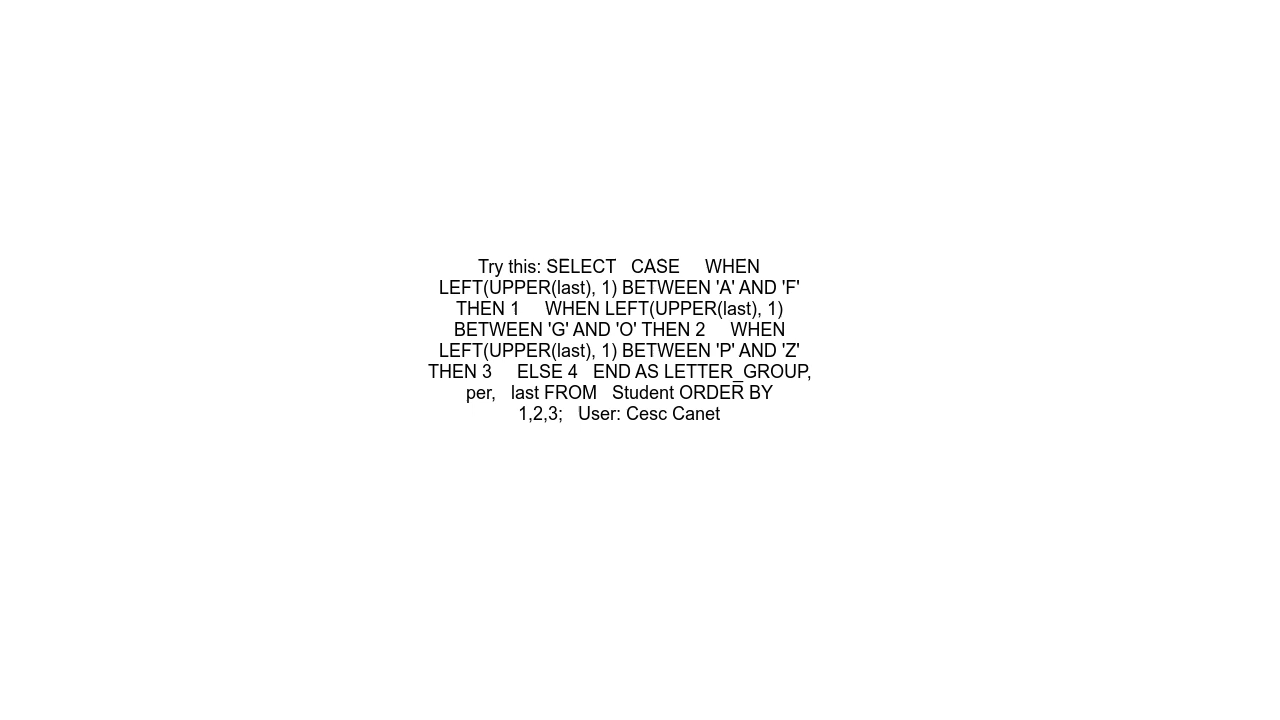 Try this: SELECT   CASE     WHEN
LEFT(UPPER(last), 1) BETWEEN 'A' AND 'F'
THEN 1     WHEN LEFT(UPPER(last), 1)
BETWEEN 'G' AND 'O' THEN 2     WHEN
LEFT(UPPER(last), 1) BETWEEN 'P' AND 'Z'
THEN 3     ELSE 4   END AS LETTER_GROUP,
per,   last FROM   Student ORDER BY
1,2,3;   User: Cesc Canet